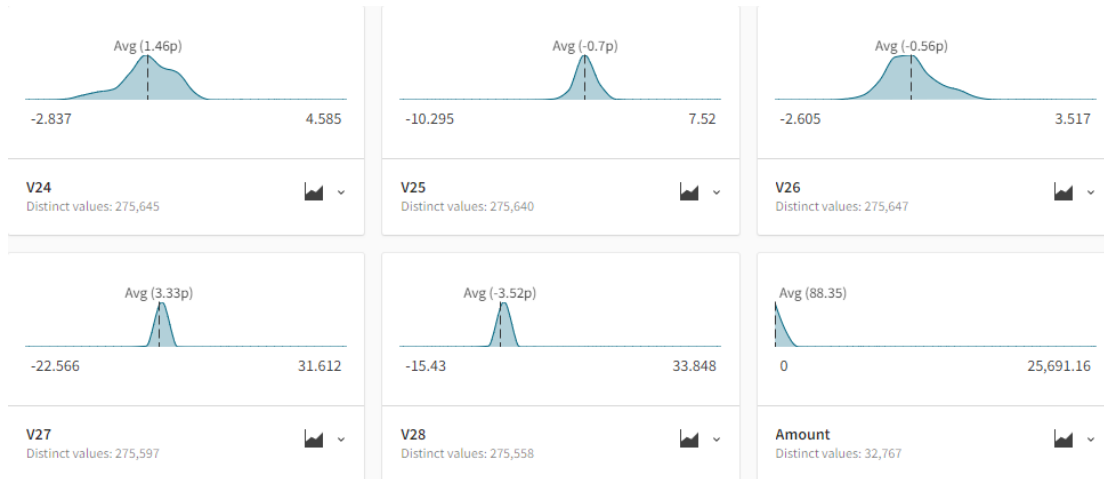 Avg (1.46p)
-2.837 4.585
V24
Distinct values: 275,645
Avg (-0.7p)
-10.295 7.52
V25
Distinct values: 275,640
Avg (-0.56p)
-2.605 3.517
V26
Distinct values: 275,647
Avg (3.33p)
-22.566 31.612
V27
Distinct values: 275,597
Avg (-3.52p)
-15.43 33.848
V28
Distinct values: 275,558
Avg (88.35)
0 25,691.16
Amount
Distinct values: 32,767